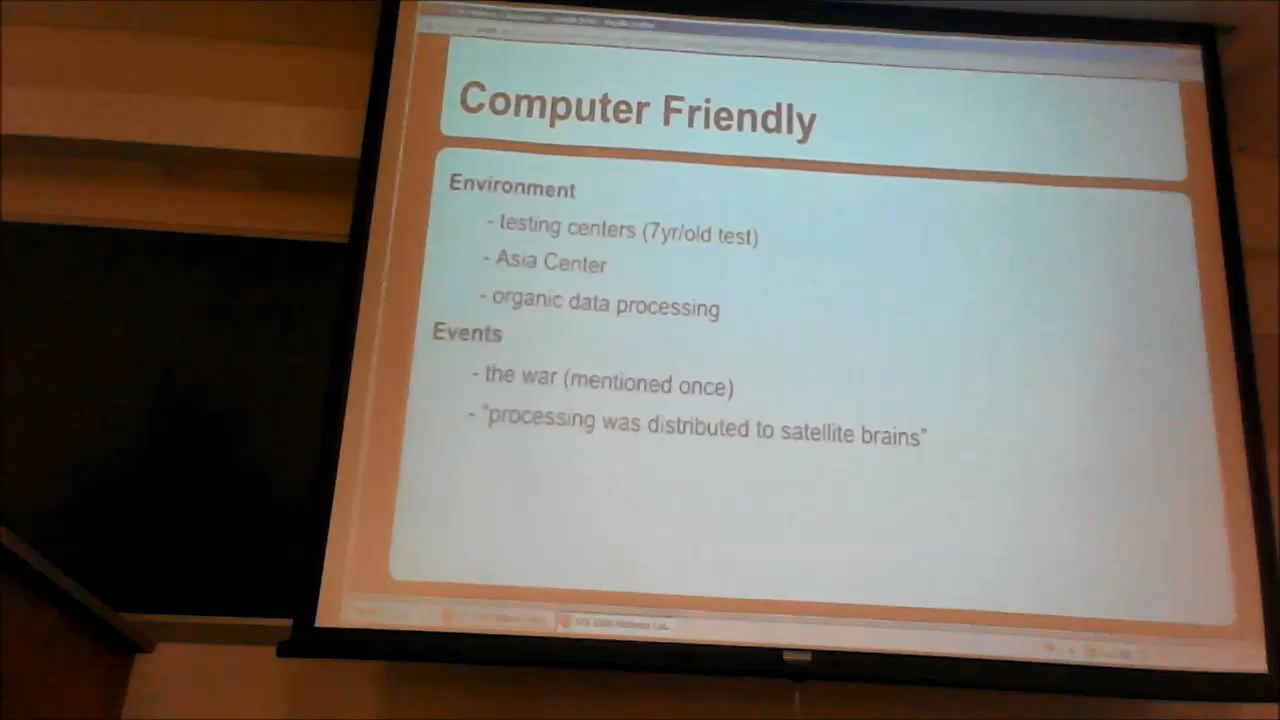 Computer Friendly
Environment
- testing centers (7yr/old test)
- Asia Center
- organic data processing
Events
- the war (mentioned once)
- "processing was distributed to satellite brains"